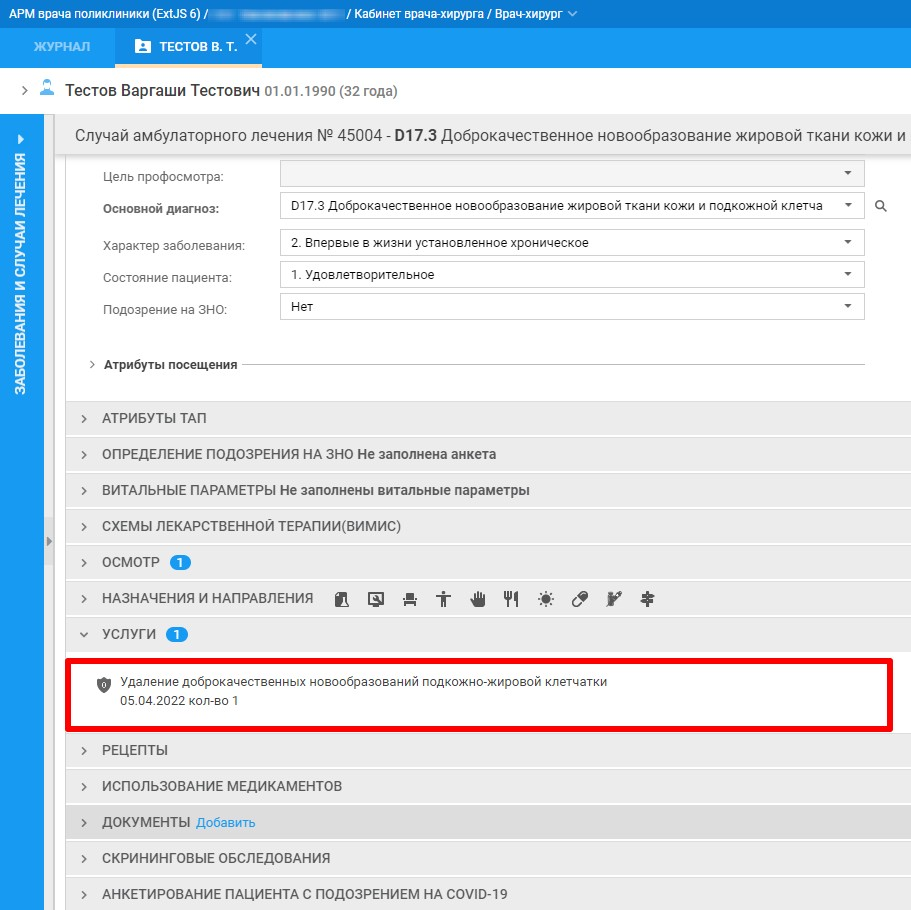 АРМ врача поликлиники (ExtJS 6) / / Кабинет врача-хирурга / Врач-хирург
ЖУРНАЛ
ТЕСТОВ В. Т.
Тестов Варгаши Тестович 01.01.1990 (32 года)
ЗАБОЛЕВАНИЯ И СЛУЧАИ ЛЕЧЕНИЯ
Случай амбулаторного лечения № 45004 - D17.3 Доброкачественное новообразование жировой ткани кожи и
Цель профосмотра:
Основной диагноз: D17.3 Доброкачественное новообразование жировой ткани кожи и подкожной клетча
Характер заболевания: 2. Впервые в жизни установленное хроническое
Состояние пациента: 1. Удовлетворительное
Подозрение на ЗНО: Нет
Атрибуты посещения
АТРИБУТЫ ТАП
ОПРЕДЕЛЕНИЕ ПОДОЗРЕНИЯ НА ЗНО Не заполнена анкета
ВИТАЛЬНЫЕ ПАРАМЕТРЫ Не заполнены витальные параметры
СХЕМЫ ЛЕКАРСТВЕННОЙ ТЕРАПИИ(ВИМИС)
ОСМОТР 1
НАЗНАЧЕНИЯ И НАПРАВЛЕНИЯ
УСЛУГИ 1
0 Удаление доброкачественных новообразований подкожно-жировой клетчатки
05.04.2022 кол-во 1
РЕЦЕПТЫ
ИСПОЛЬЗОВАНИЕ МЕДИКАМЕНТОВ
ДОКУМЕНТЫ Добавить
СКРИНИНГОВЫЕ ОБСЛЕДОВАНИЯ
АНКЕТИРОВАНИЕ ПАЦИЕНТА С ПОДОЗРЕНИЕМ НА COVID-19